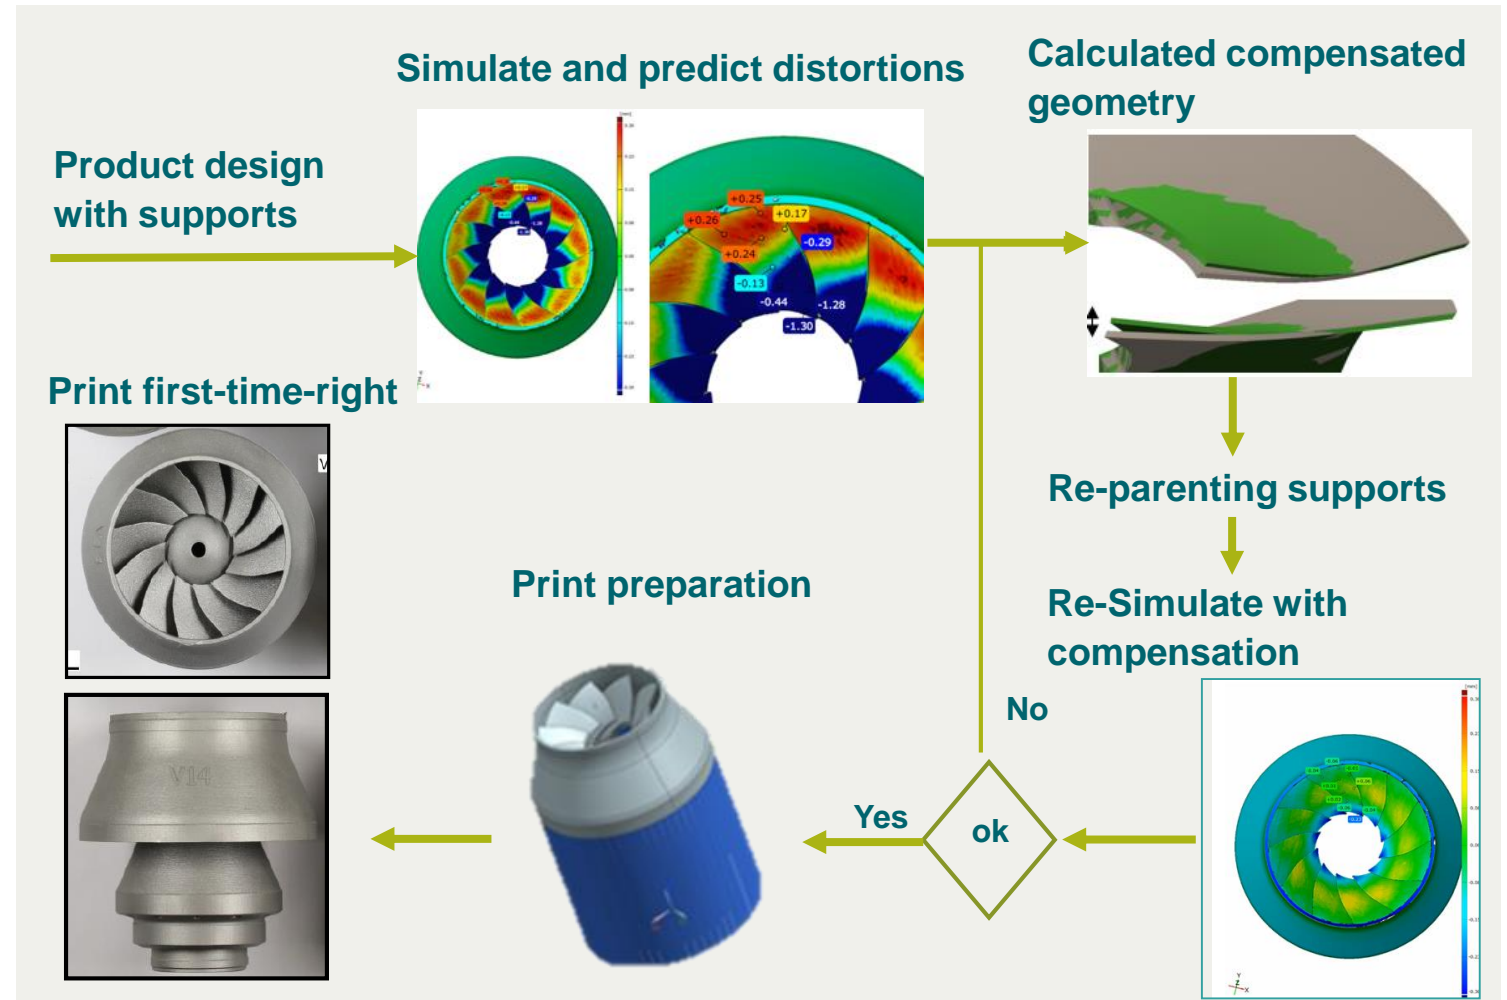 Simulate and predict distortions
Calculated compensated
geometry
Product design
with supports
[mm]
+0.25
+0.26
+0.17
-0.29
+0.24
-0.13
-0.44
-1.28
-1.30
Print first-time-right
V14
Re-parenting supports
Print preparation
Re-Simulate with
compensation
No
Yes
ok
[mm]